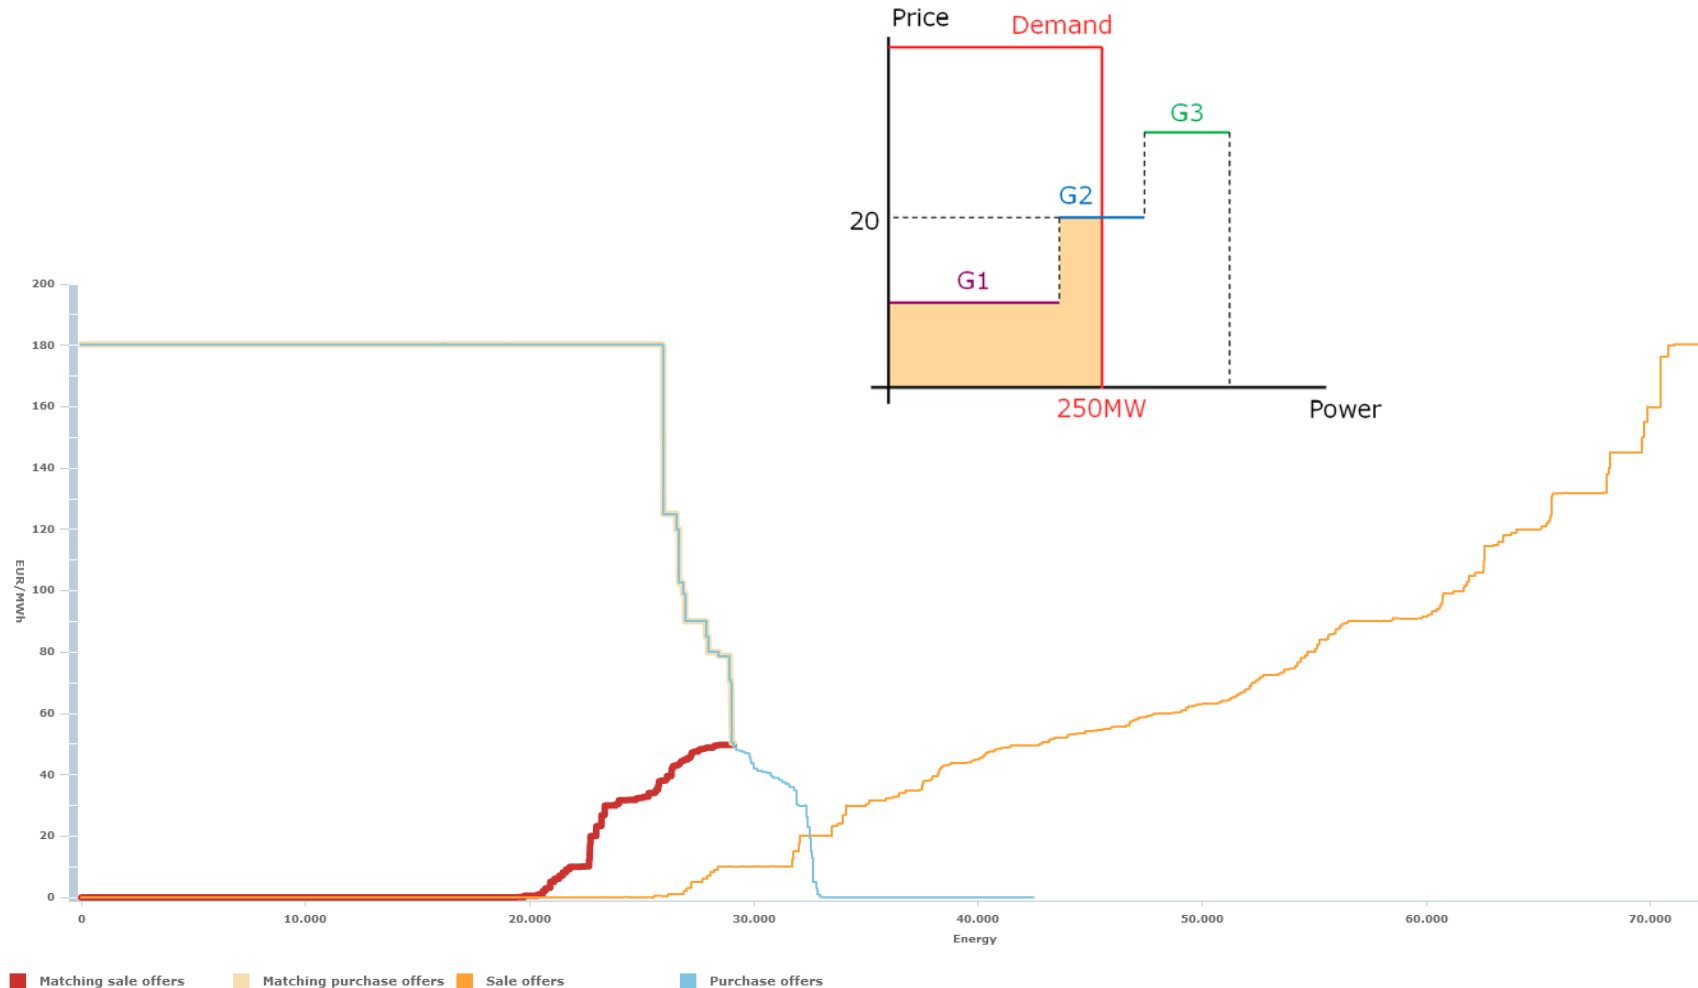 Price
Demand
G3
G2
20
G1
250MW
Power
200
180
160
140
120
100
80
60
40
20
0
EUR/MWh
0
10.000
20.000
30.000
40.000
50.000
60.000
70.000
Energy
Matching sale offers
Matching purchase offers
Sale offers
Purchase offers